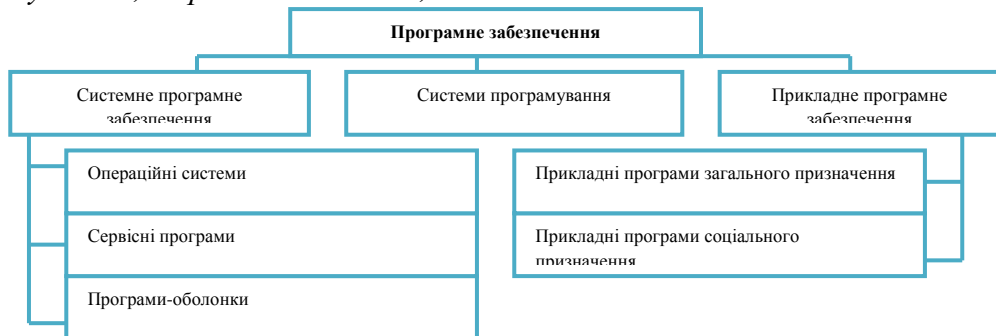 Програмне забезпечення
Системне програмне
забезпечення
Системи програмування
Прикладне програмне
забезпечення
Операційні системи
Сервісні програми
Програми-оболонки
Прикладні програми загального призначення
Прикладні програми соціального
призначення